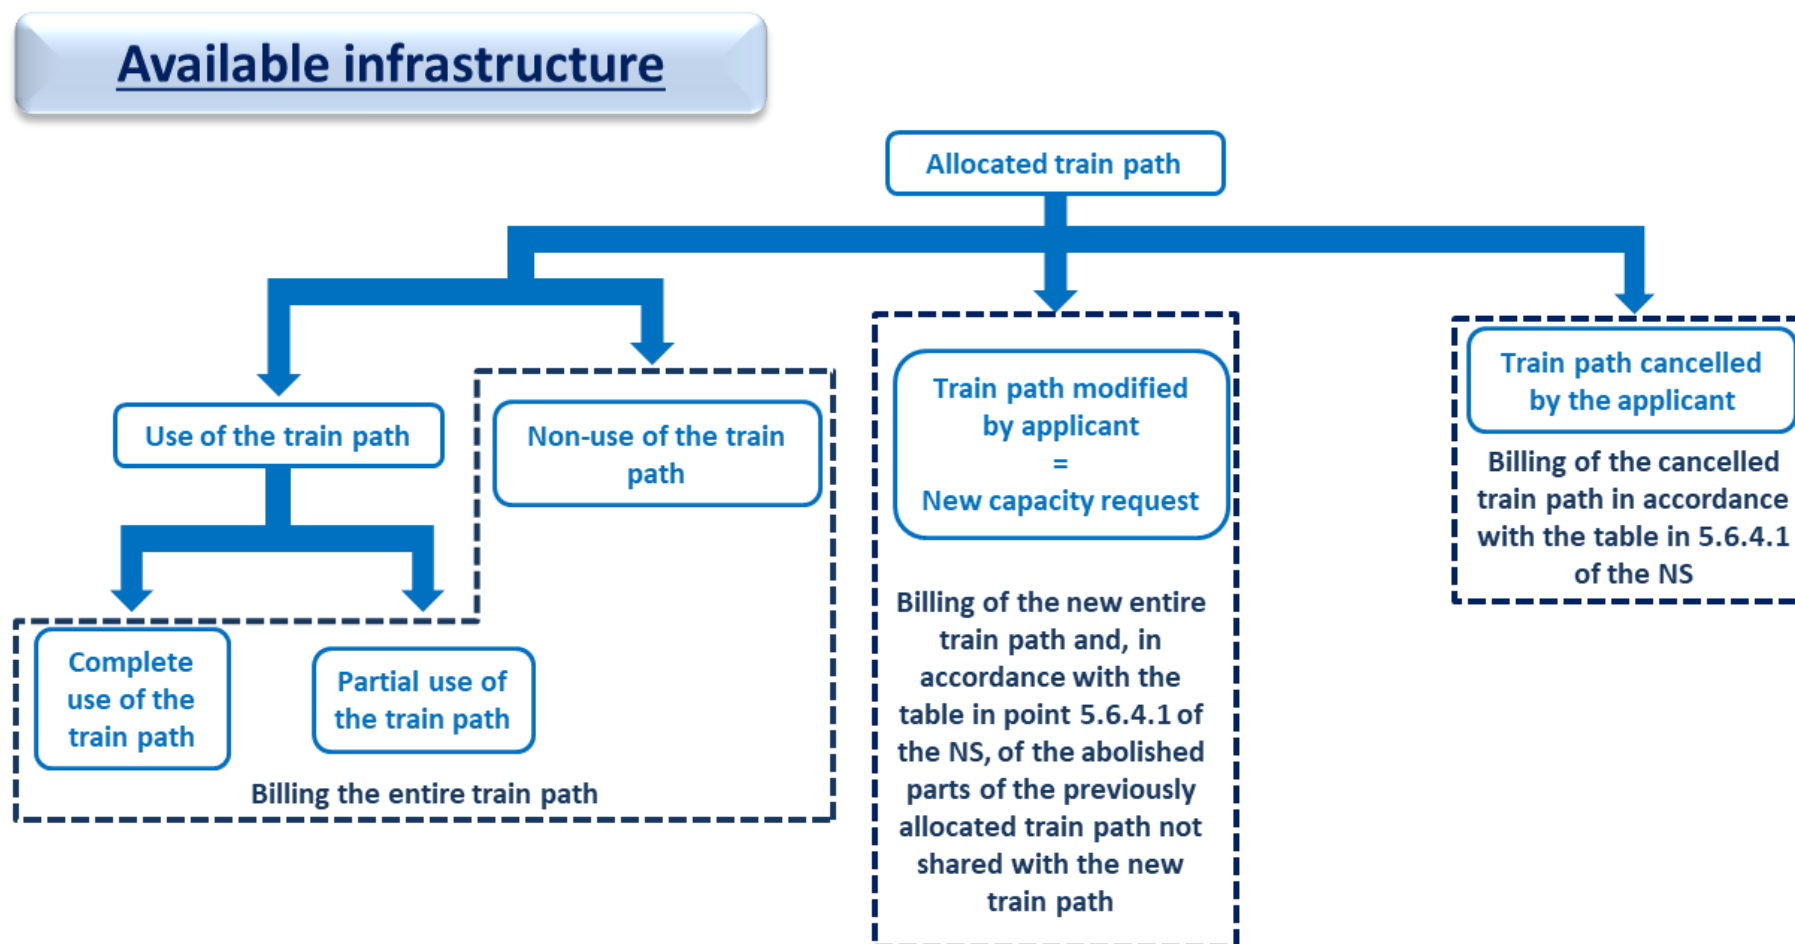 Available infrastructure
Allocated train path
Use of the train path
Non-use of the train
path
Complete
use of the
train path
Partial use of
the train path
Billing the entire train path
Train path modified
by applicant
=
New capacity request
Billing of the new entire
train path and, in
accordance with the
table in point 5.6.4.1 of
the NS, of the abolished
parts of the previously
allocated train path not
shared with the new
train path
Train path cancelled
by the applicant
Billing of the cancelled
train path in accordance
with the table in 5.6.4.1
of the NS